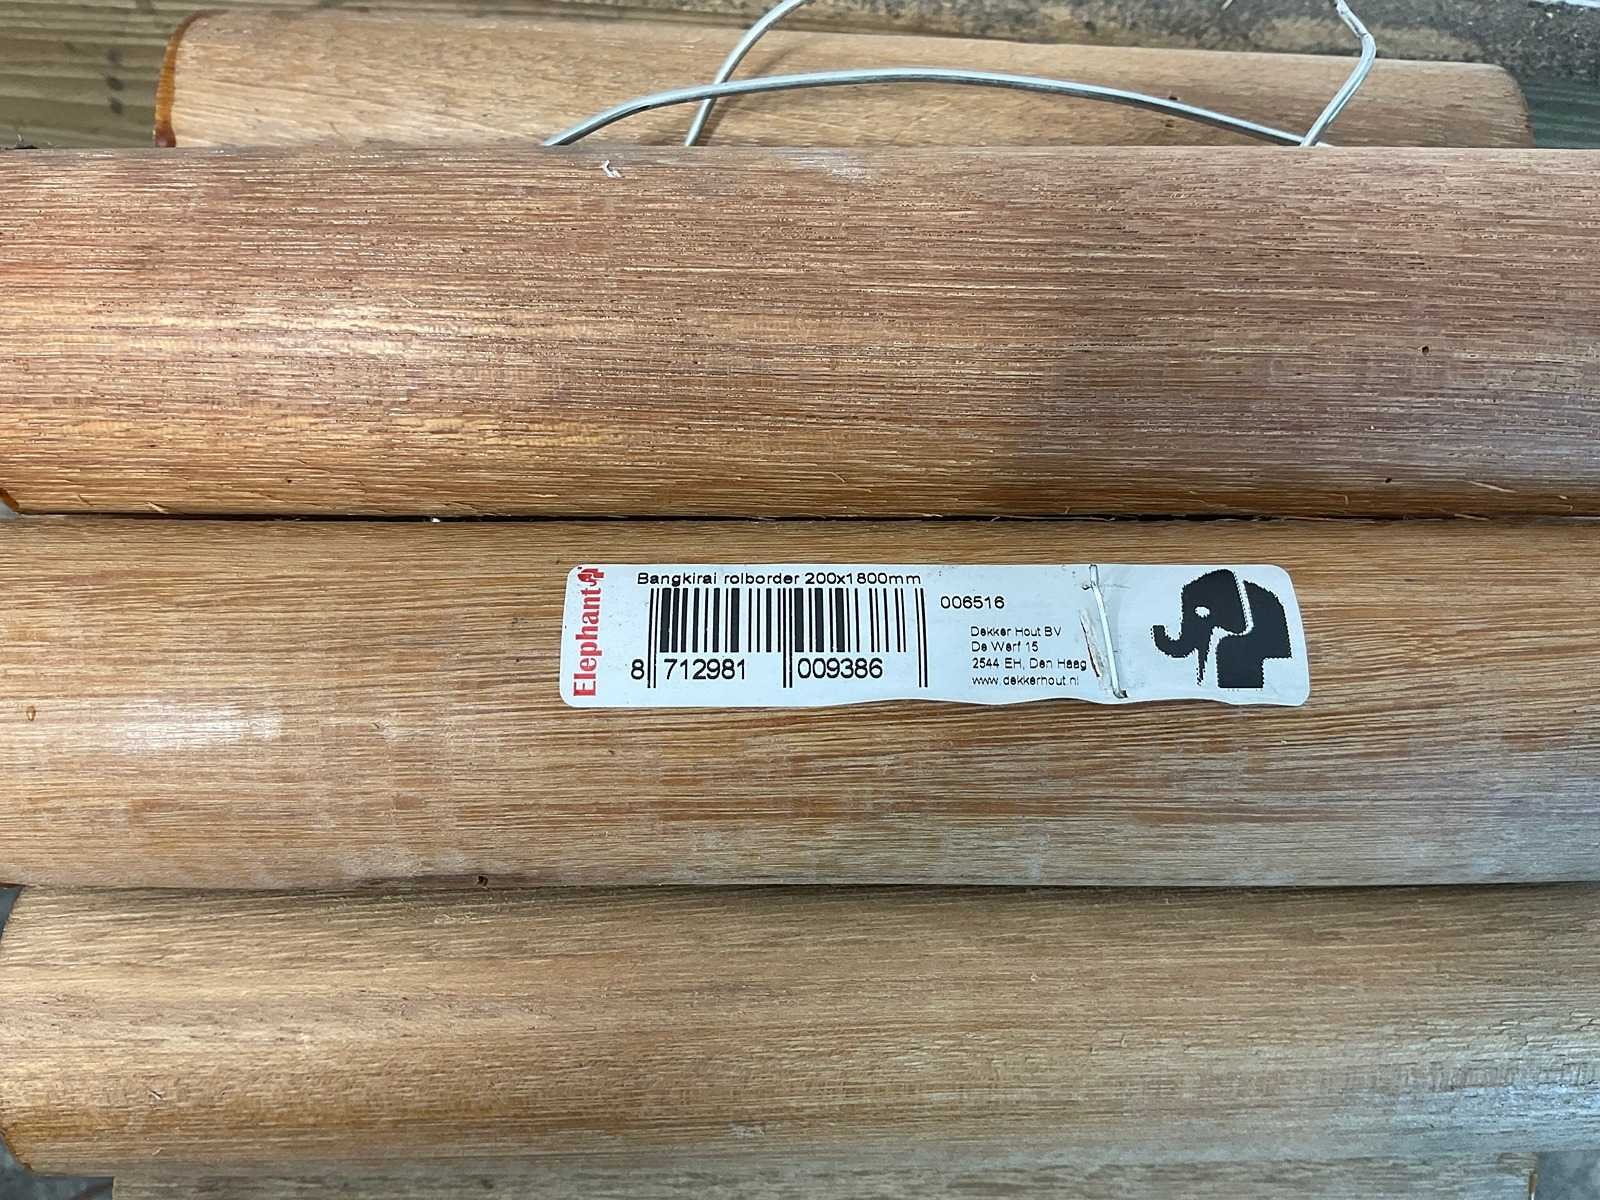 Elephant
Bangkirai rolborder 200x1800mm
006516
8 712981 009386
Dekker Hout BV
De Werf 15
2544 EH, Den Haag
www.dekkerhout.nl